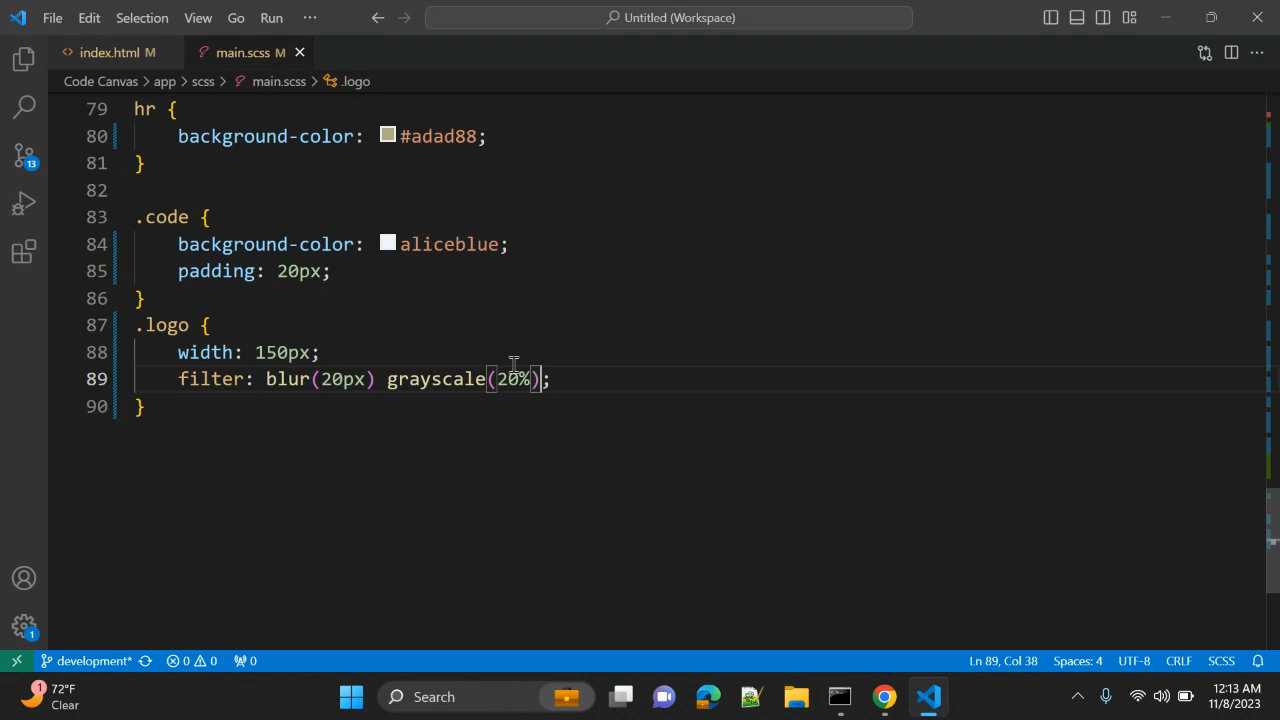 File Edit Selection View Go Run ··· Untitled (Workspace)
index.html M main.scss M
Code Canvas > app > scss > main.scss > .logo
79 hr {
80 background-color: #adad88;
81 }
82
83 .code {
84 background-color: aliceblue;
85 padding: 20px;
86 }
87 .logo {
88 width: 150px;
89 filter: blur(20px) grayscale(20%);
90 }
13
1
development* 0 0 0 Ln 89, Col 38 Spaces: 4 UTF-8 CRLF SCSS
1 72°F Search 12:13 AM
Clear 11/8/2023